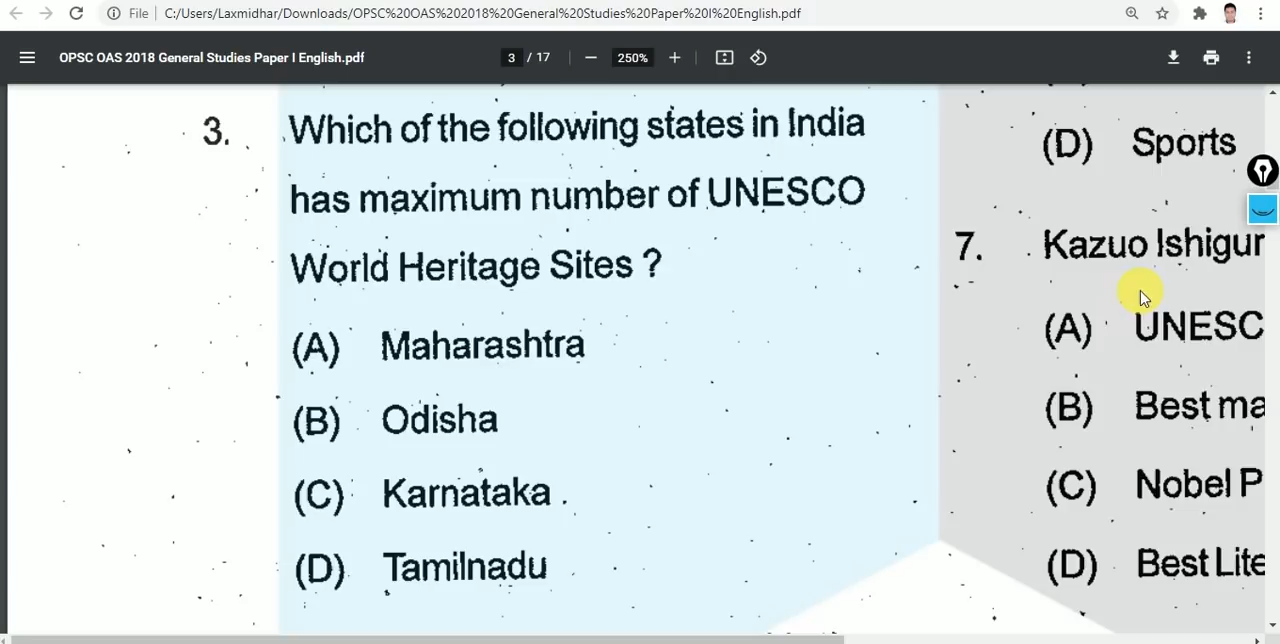 File
C:/Users/Laxmidhar/Downloads/OPSC%20OAS%202018%20General%20Studies%20Paper%20I%20English.pdf
OPSC OAS 2018 General Studies Paper I English.pdf
3 / 17
250%
3. Which of the following states in India
has maximum number of UNESCO
World Heritage Sites ?
(A) Maharashtra
(B) Odisha
(C) Karnataka .
(D) Tamilnadu
(D) Sports
7. Kazuo Ishigur
(A) UNESC
(B) Best ma
(C) Nobel P
(D) Best Lite